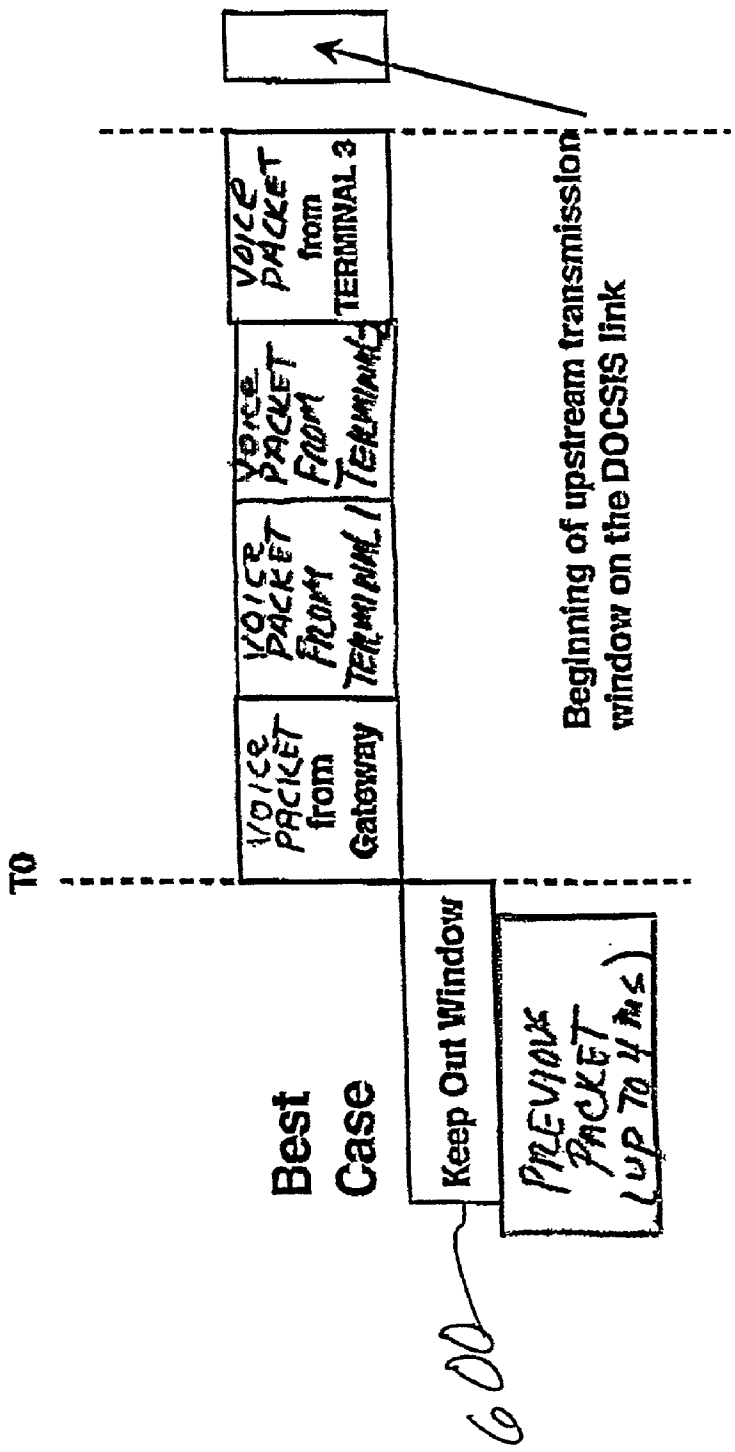 T0
Best
Case
VOICE
PACKET
from
Gateway
VOICE
PACKET
FROM
TERMINAL 1
VOICE
PACKET
FROM
TERMINAL 2
VOICE
PACKET
from
TERMINAL 3
Keep Out Window
PREVIOUS
PACKET
(UP TO 4 ms)
600
Beginning of upstream transmission
window on the DOCSIS link